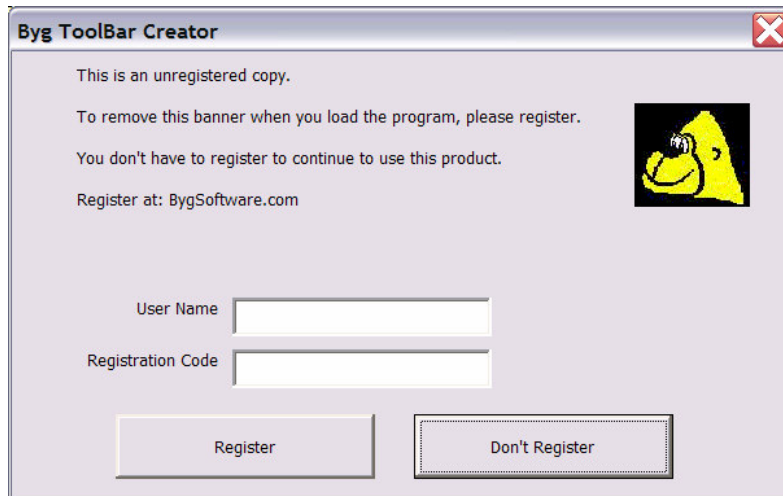 Byg ToolBar Creator
This is an unregistered copy.
To remove this banner when you load the program, please register.
You don't have to register to continue to use this product.
Register at: BygSoftware.com
User Name
Registration Code
Register
Don't Register